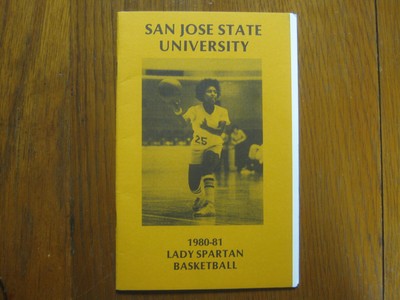 SAN JOSE STATE
UNIVERSITY
25
1980-81
LADY SPARTAN
BASKETBALL